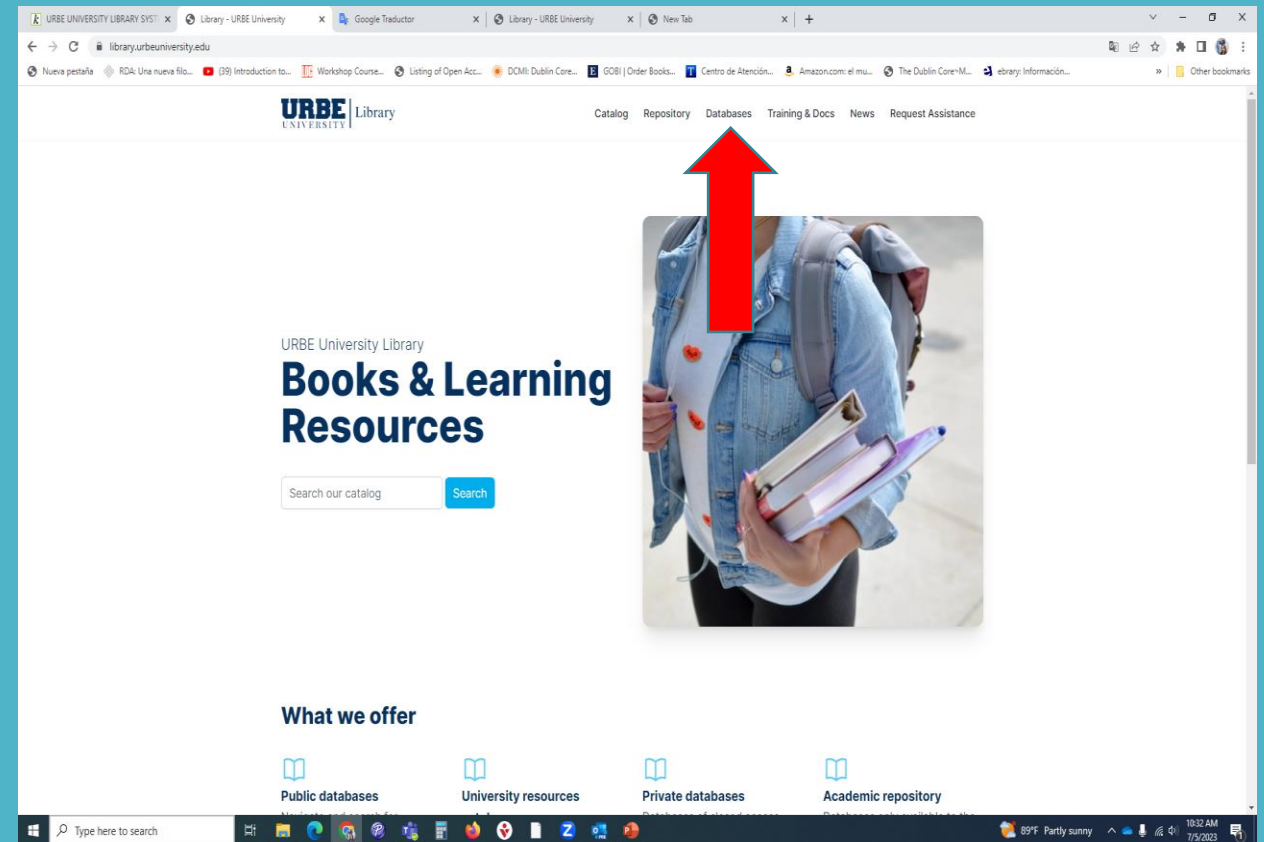 URBE UNIVERSITY LIBRARY SYST
Library - URBE University
Google Traductor
Library - URBE University
New Tab
library.urbeuniversity.edu
Nueva pestaña
RDA: Una nueva filo...
(39) Introduction to...
Workshop Course...
Listing of Open Acc...
DCMI: Dublin Core...
GOBI | Order Books...
Centro de Atención...
Amazon.com: el mu...
The Dublin Core»M...
ebrary: Información...
»
Other bookmarks
URBE
UNIVERSITY
Library
Catalog Repository Databases Training & Docs News Request Assistance
URBE University Library
Books & Learning
Resources
Search our catalog
Search
What we offer
Public databases
University resources
Private databases
Academic repository
Type here to search
89°F Partly sunny
10:32 AM
7/5/2023